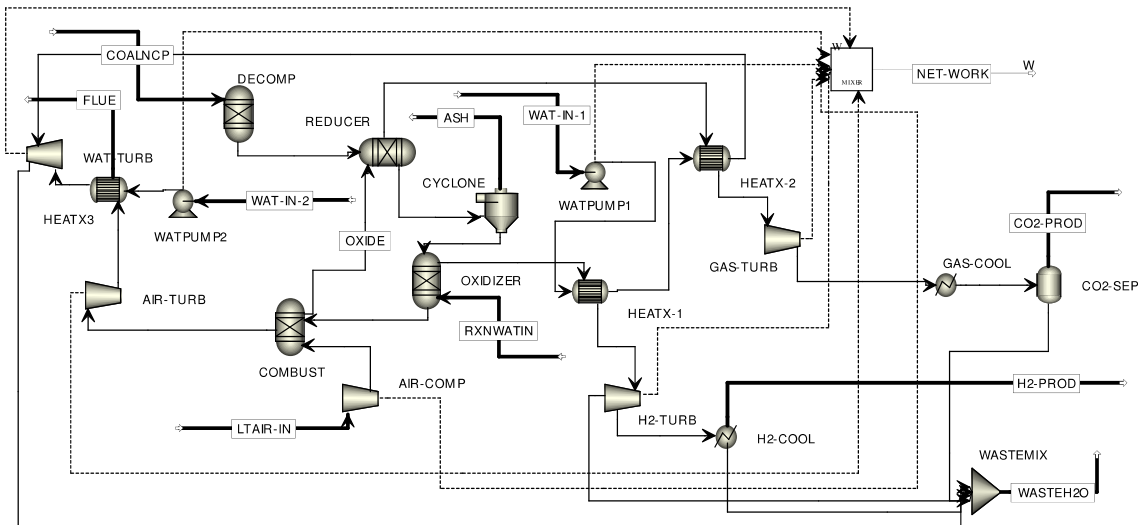 COALNCP
DECOMP
FLUE
W
W
NET-WORK
MIXER
REDUCER
ASH
WAT-IN-1
WAT-TURB
CYCLONE
HEATX-2
HEATX3
WAT-IN-2
WATPUMP2
WATPUMP1
CO2-PROD
OXIDE
GAS-TURB
GAS-COOL
CO2-SEP
OXIDIZER
AIR-TURB
HEATX-1
RXNWATIN
COMBUST
AIR-COMP
H2-PROD
LTAIR-IN
H2-TURB
H2-COOL
WASTEMIX
WASTEH2O